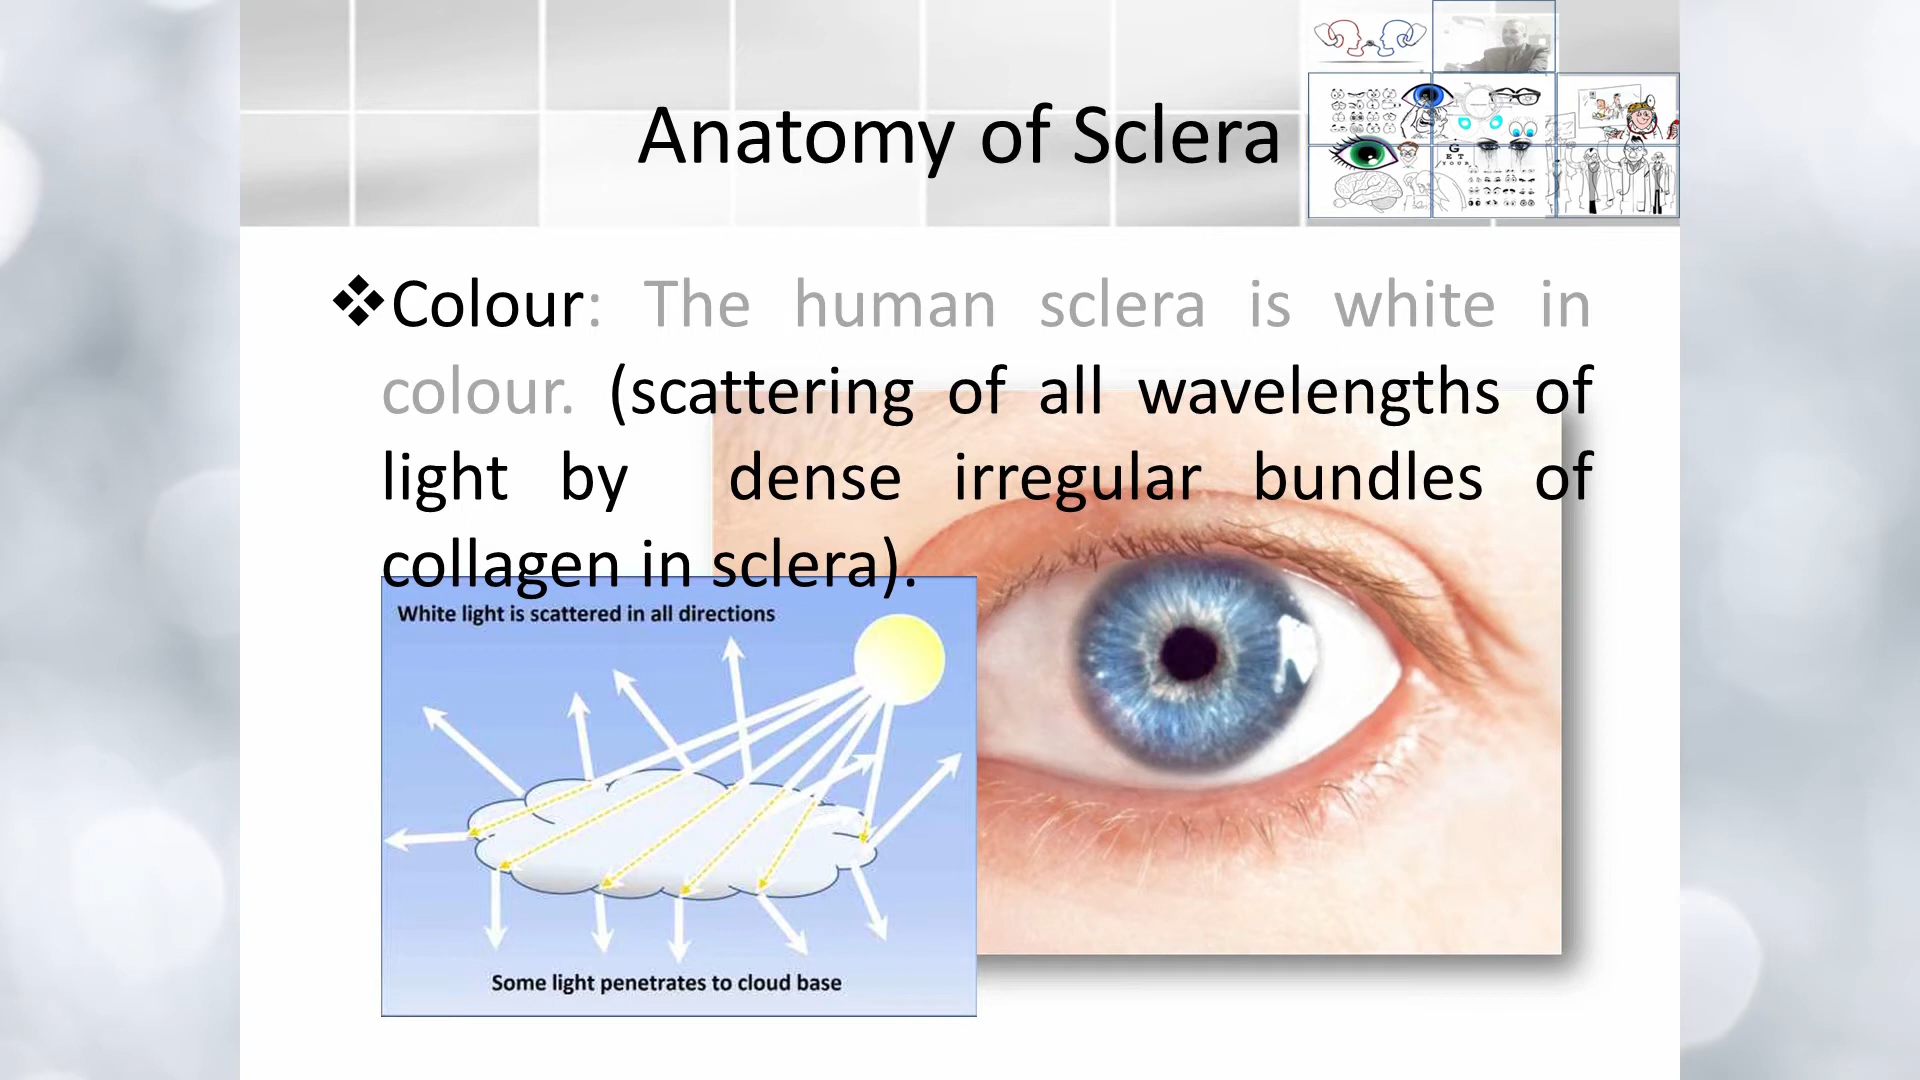 Anatomy of Sclera
G
E T
Y O U R
❖Colour: The human sclera is white in
colour. (scattering of all wavelengths of
light by dense irregular bundles of
collagen in sclera).
White light is scattered in all directions
Some light penetrates to cloud base